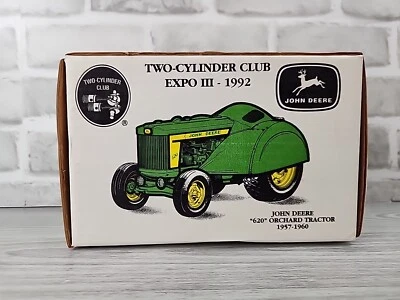 TWO-CYLINDER CLUB
EXPO III - 1992
TWO-CYLINDER
CLUB
®
JOHN DEERE
JOHN DEERE
JOHN DEERE
"620" ORCHARD TRACTOR
1957-1960